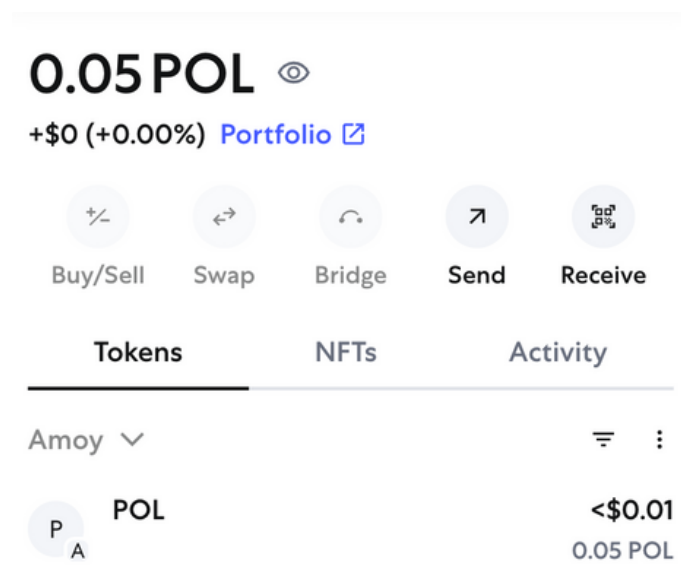 0.05 POL
+$0 (+0.00%) Portfolio
Buy/Sell Swap Bridge Send Receive
Tokens NFTs Activity
Amoy
POL <$0.01
P
A
0.05 POL